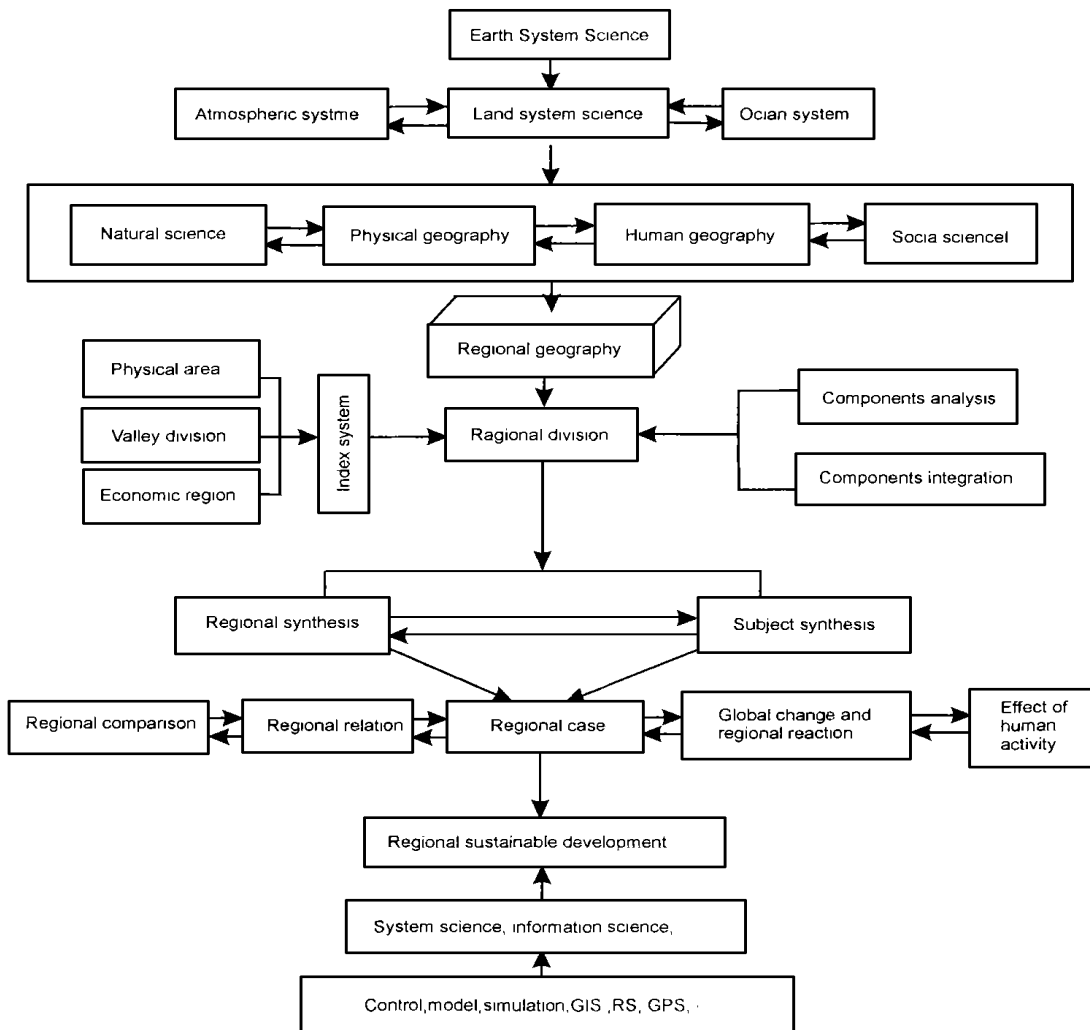 Earth System Science
Atmospheric systme
Land system science
Ocian system
Natural science
Physical geography
Human geography
Socia sciencel
Regional geography
Physical area
Valley division
Economic region
Index system
Ragional division
Components analysis
Components integration
Regional synthesis
Subject synthesis
Regional comparison
Regional relation
Regional case
Global change and
regional reaction
Effect of
human
activity
Regional sustainable development
System science, information science,
Control,model,simulation,GIS ,RS, GPS,